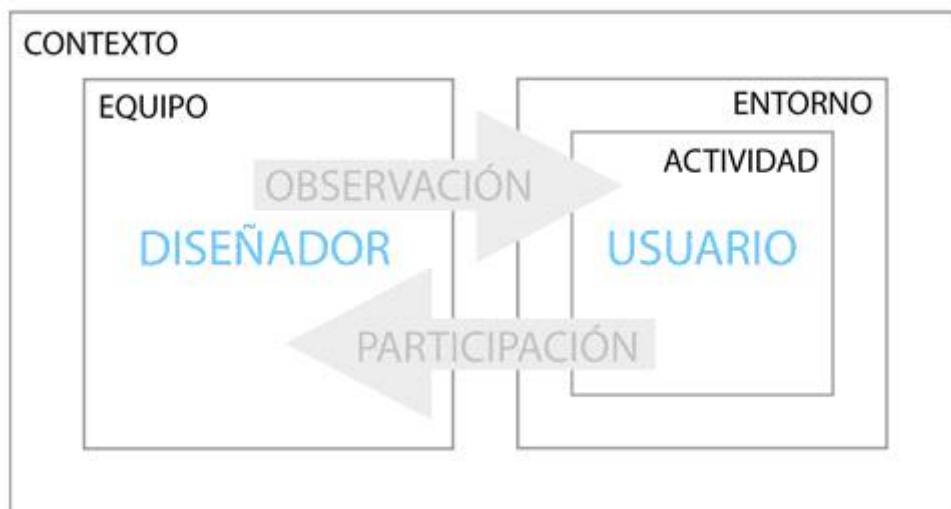 CONTEXTO
EQUIPO
ENTORNO
ACTIVIDAD
OBSERVACIÓN
DISEÑADOR
USUARIO
PARTICIPACIÓN